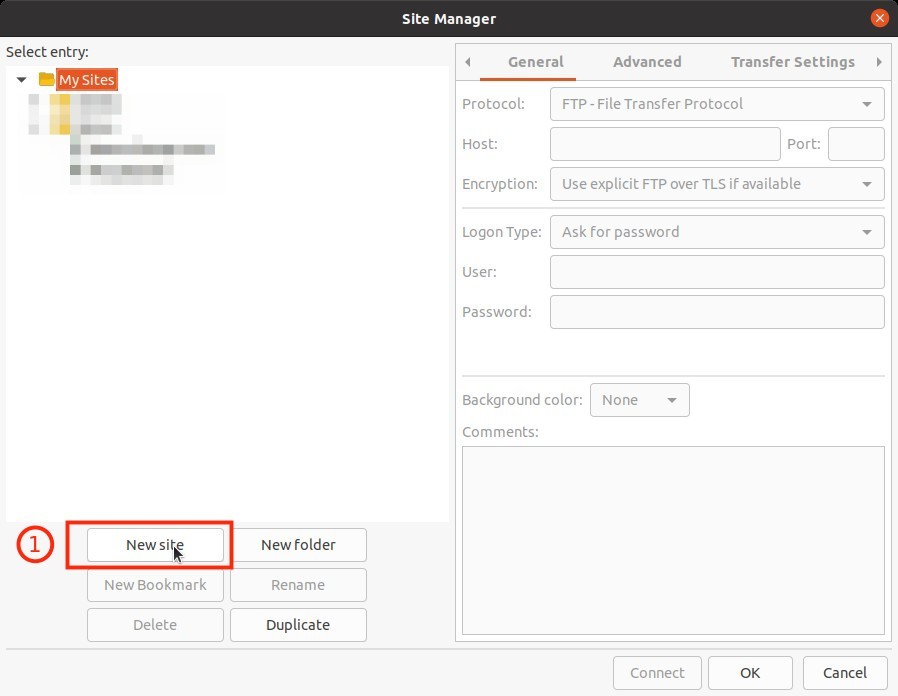 Site Manager
Select entry:
My Sites
General
Advanced
Transfer Settings
Protocol:
FTP - File Transfer Protocol
Host:
Port:
Encryption:
Use explicit FTP over TLS if available
Logon Type:
Ask for password
User:
Password:
Background color:
None
Comments:
1
New site
New folder
New Bookmark
Rename
Delete
Duplicate
Connect
OK
Cancel